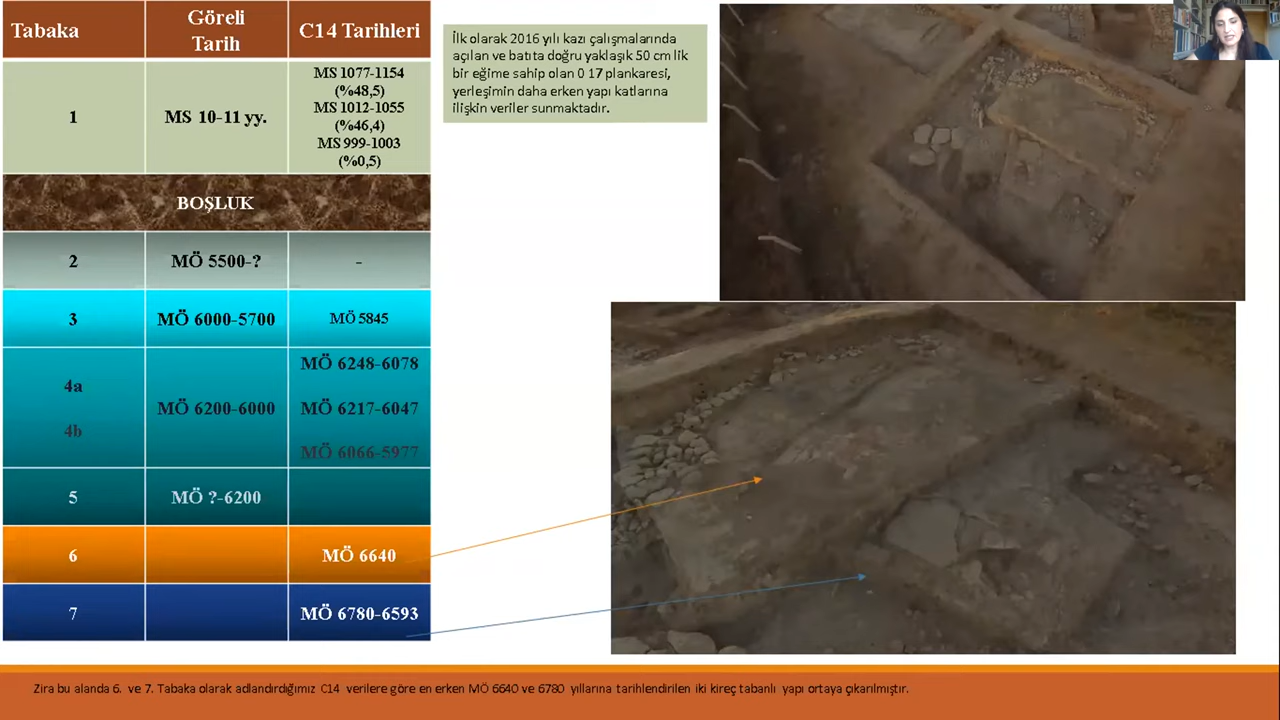 Tabaka
Göreli
Tarih
C14 Tarihleri
1
MS 10-11 yy.
MS 1077-1154
(%48,5)
MS 1012-1055
(%46,4)
MS 999-1003
(%0,5)
BOŞLUK
2
MÖ 5500-?
-
3
MÖ 6000-5700
MÖ 5845
4a
4b
MÖ 6200-6000
MÖ 6248-6078
MÖ 6217-6047
MÖ 6066-5977
5
MÖ ?-6200
6
MÖ 6640
7
MÖ 6780-6593
İlk olarak 2016 yılı kazı çalışmalarında
açılan ve batıta doğru yaklaşık 50 cm lik
bir eğime sahip olan 0 17 plankaresi,
yerleşimin daha erken yapı katlarına
ilişkin veriler sunmaktadır.
Zira bu alanda 6. ve 7. Tabaka olarak adlandırdığımız C14 verilere göre en erken MÖ 6640 ve 6780 yıllarına tarihlendirilen iki kireç tabanlı yapı ortaya çıkarılmıştır.